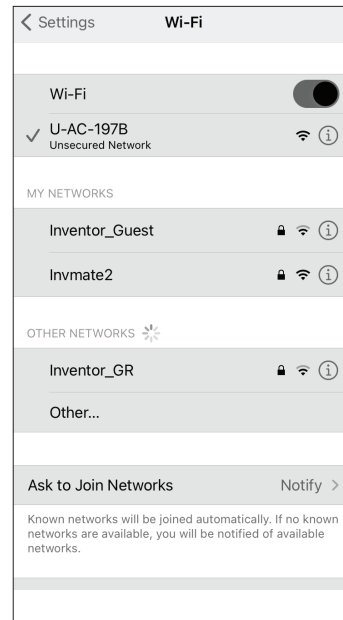 Settings
Wi-Fi
Wi-Fi
U-AC-197B
Unsecured Network
MY NETWORKS
Inventor_Guest
Invmate2
OTHER NETWORKS
Inventor_GR
Other...
Ask to Join Networks
Notify
Known networks will be joined automatically. If no known
networks are available, you will be notified of available
networks.